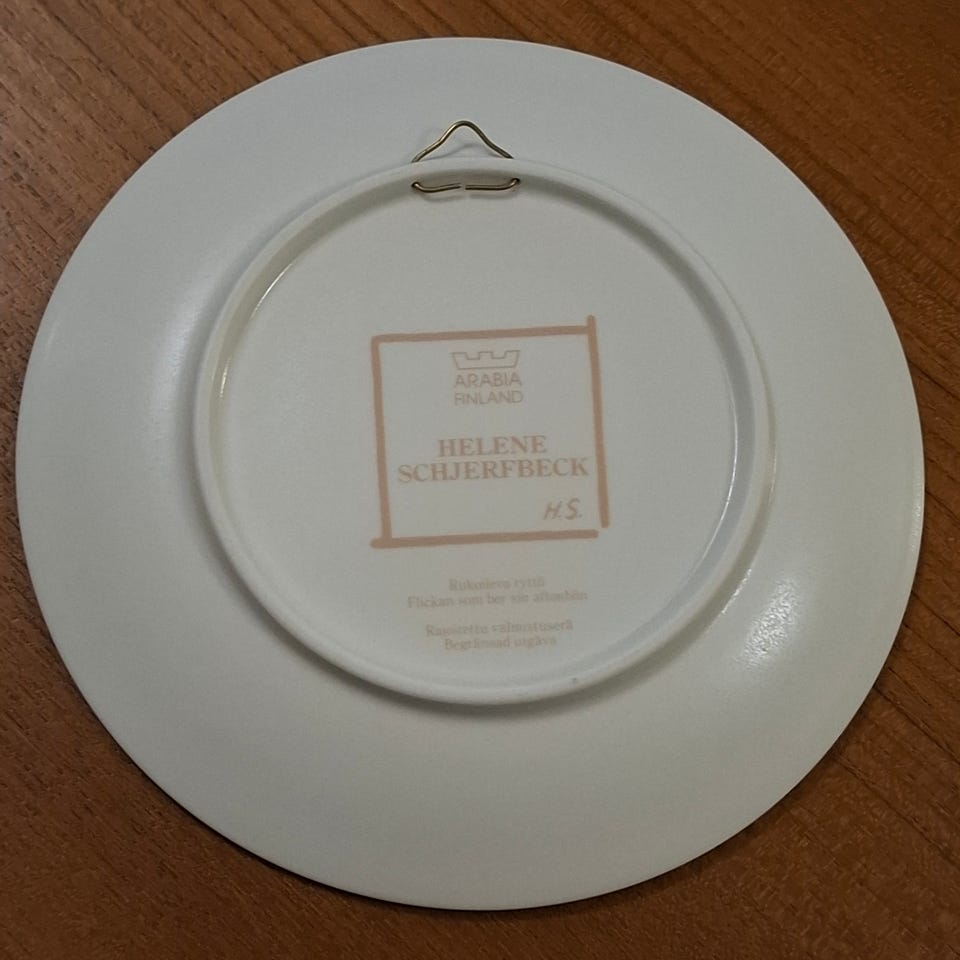 ARABIA
FINLAND
HELENE
SCHJERFBECK
H.S.
Rukoileva tyttö
Flickan som ber sin aftonbön
Rajoitettu valmistuserä
Begränsad utgåva